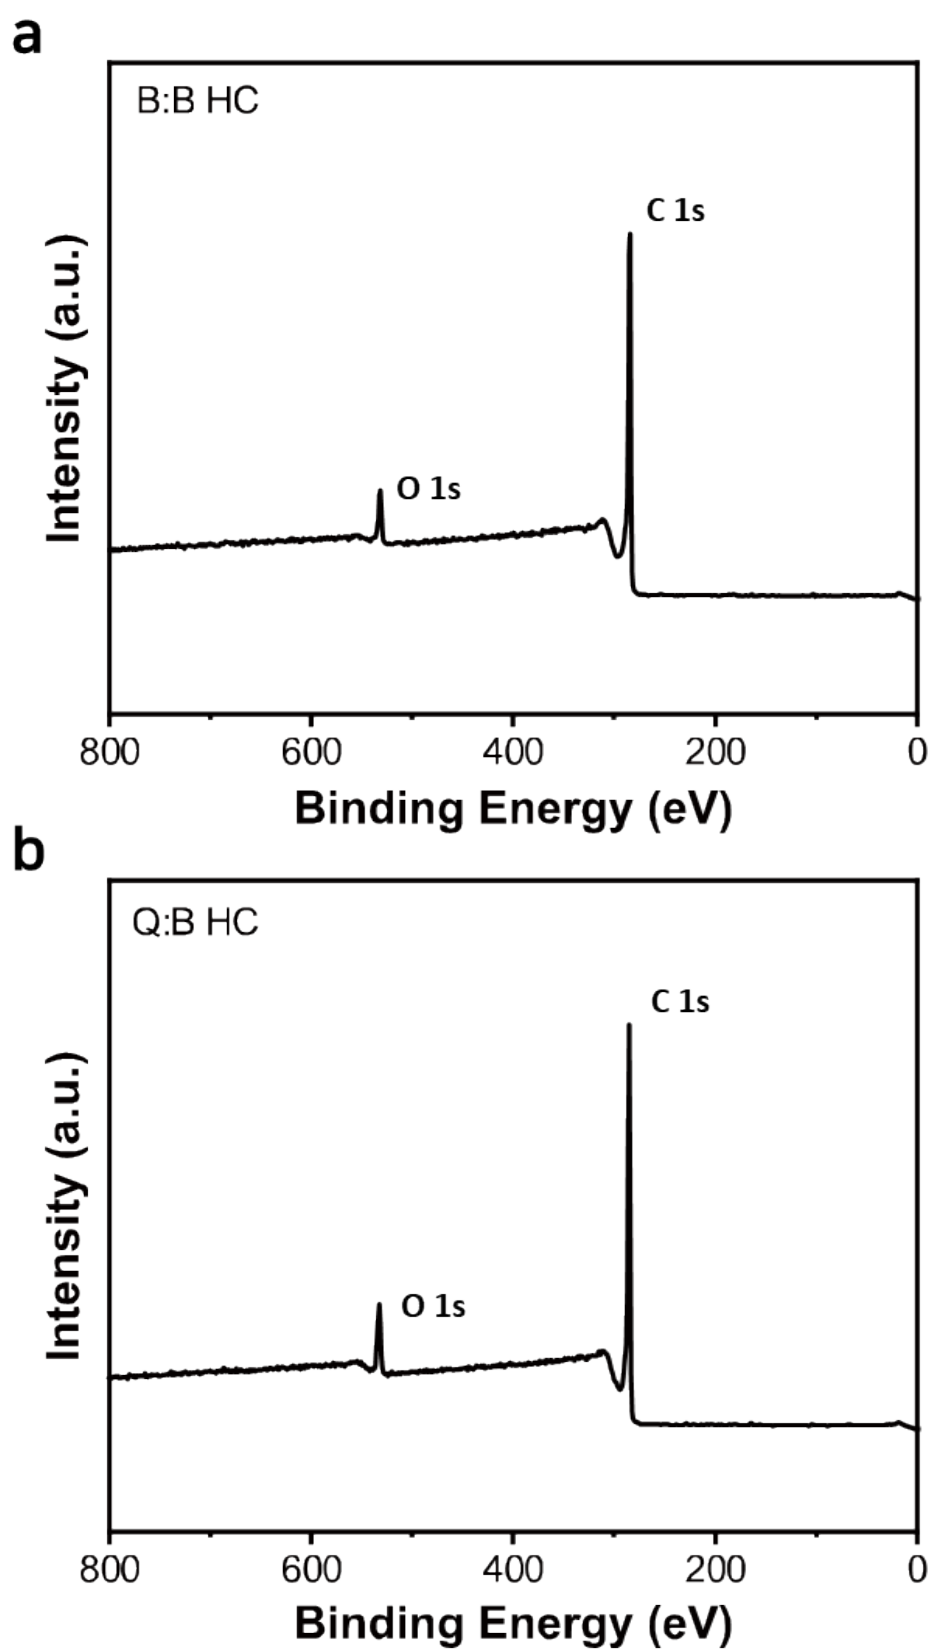 a
B:B HC
C 1s
O 1s
Intensity (a.u.)
800 600 400 200 0
Binding Energy (eV)
b
Q:B HC
C 1s
O 1s
Intensity (a.u.)
800 600 400 200 0
Binding Energy (eV)